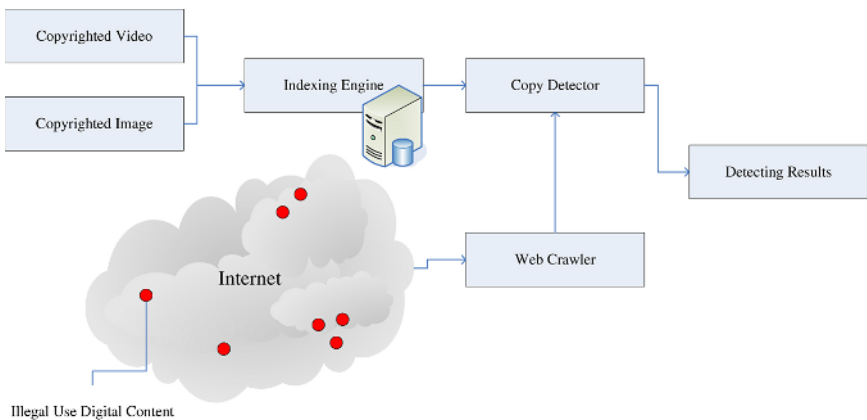 Copyrighted Video
Indexing Engine
Copy Detector
Copyrighted Image
Detecting Results
Internet
Web Crawler
Illegal Use Digital Content